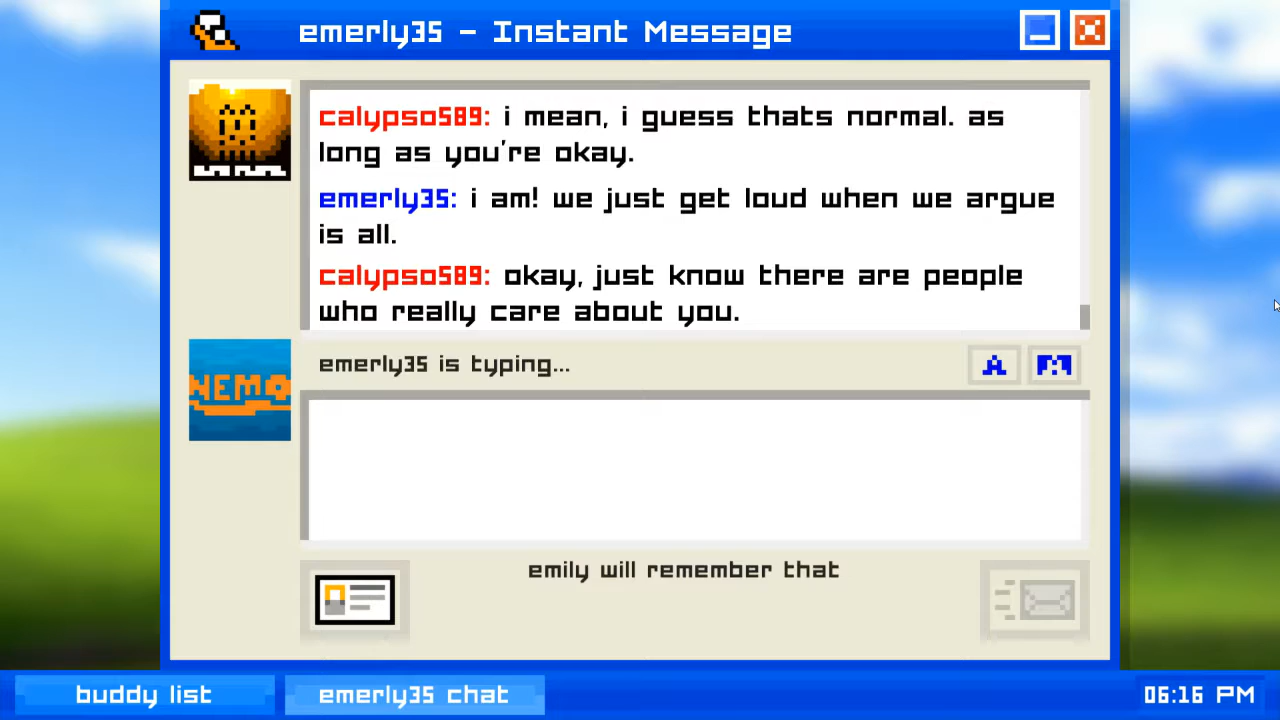 emerly35 - Instant Message
calypso589: i mean, i guess thats normal. as
long as you're okay.
emerly35: i am! we just get loud when we argue
is all.
calypso589: okay, just know there are people
who really care about you.
emerly35 is typing...
A
NEMO
emily will remember that
buddy list
emerly35 chat
06:16 PM